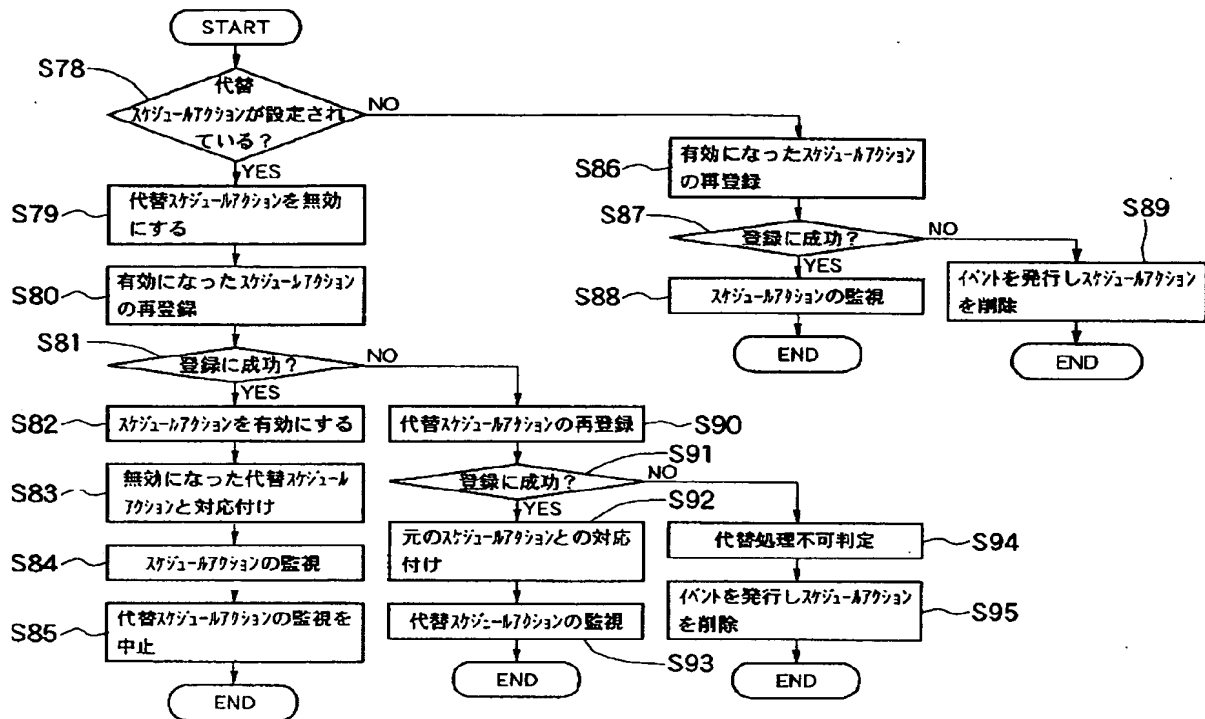 START
S78
代替
スケジュールアクションが設定され
ている?
NO
YES
S79
代替スケジュールアクションを無効
にする
S80
有効になったスケジュールアクション
の再登録
S81
登録に成功?
NO
YES
S82
スケジュールアクションを有効にする
S83
無効になった代替スケジュール
アクションと対応付け
S84
スケジュールアクションの監視
S85
代替スケジュールアクションの監視を
中止
END
S86
有効になったスケジュールアクション
の再登録
S87
登録に成功?
NO
YES
S88
スケジュールアクションの監視
END
S89
イベントを発行しスケジュールアクション
を削除
END
代替スケジュールアクションの再登録
S90
S91
登録に成功?
NO
YES
S92
元のスケジュールアクションとの対応
付け
代替スケジュールアクションの監視
S93
END
代替処理不可判定
S94
イベントを発行しスケジュールアクション
を削除
S95
END